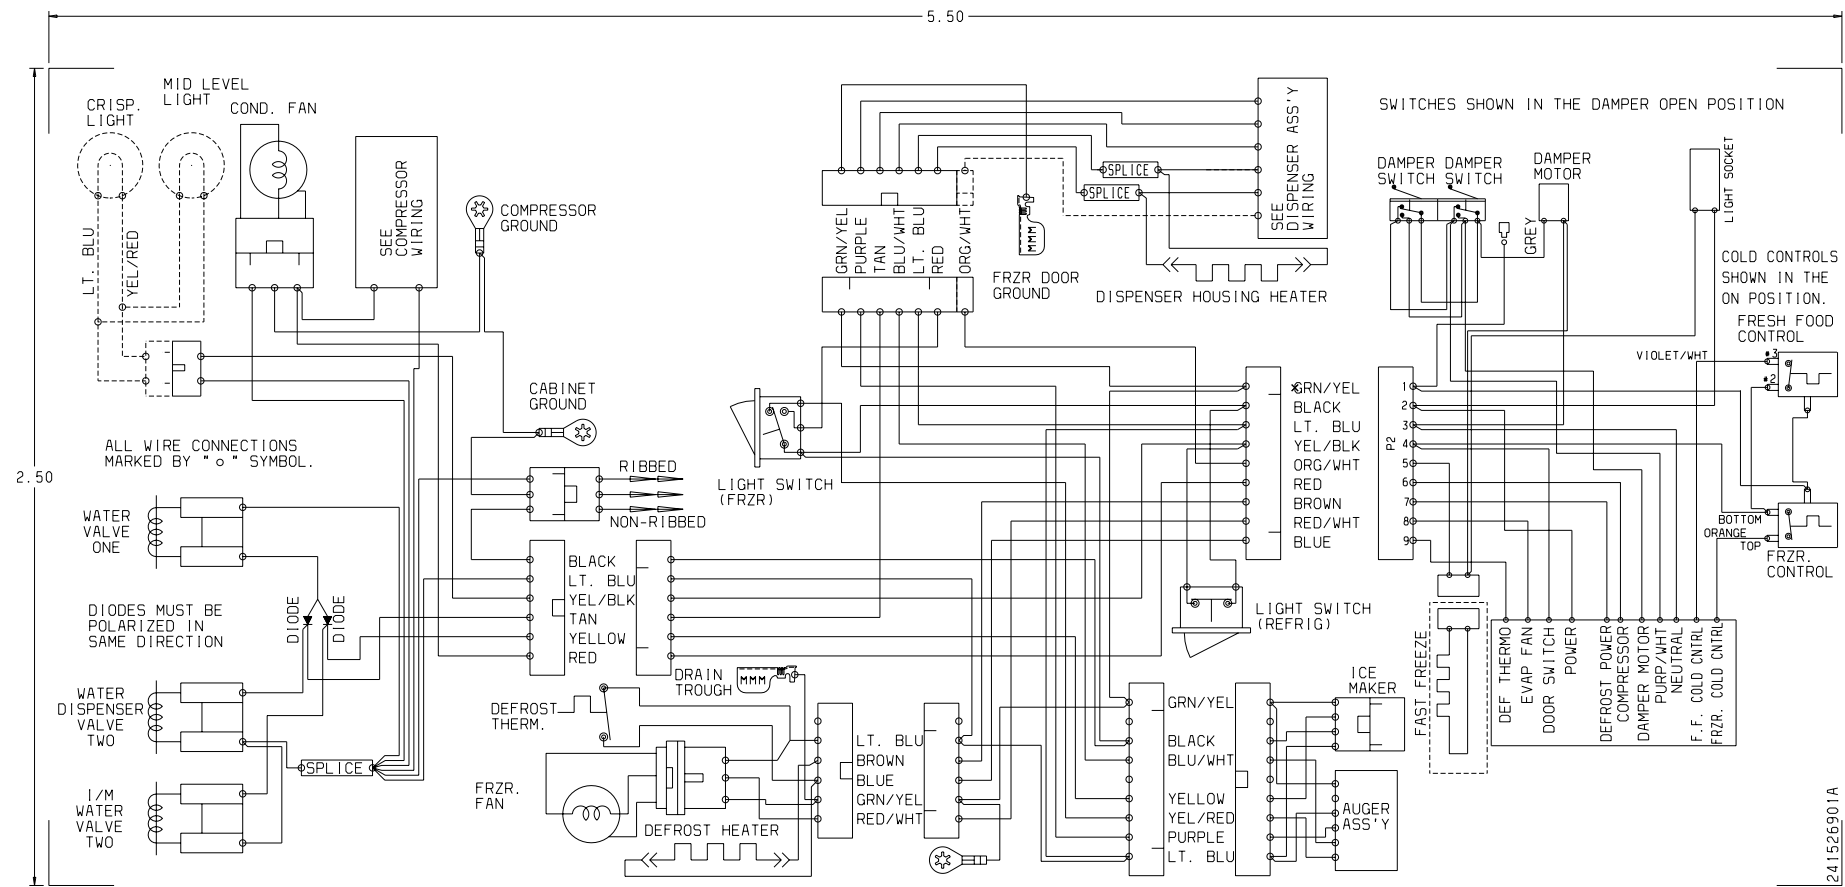 5.50
2.50
CRISP.
LIGHT
MID LEVEL
LIGHT
COND. FAN
LT. BLU
YEL/RED
SEE
COMPRESSOR
WIRING
COMPRESSOR
GROUND
CABINET
GROUND
ALL WIRE CONNECTIONS
MARKED BY " o " SYMBOL.
WATER
VALVE
ONE
DIODES MUST BE
POLARIZED IN
SAME DIRECTION
DIODE
DIODE
WATER
DISPENSER
VALVE
TWO
I/M
WATER
VALVE
TWO
SPLICE
RIBBED
NON-RIBBED
BLACK
LT. BLU
YEL/BLK
TAN
YELLOW
RED
DRAIN
TROUGH
MMM
DEFROST
THERM.
FRZR.
FAN
DEFROST HEATER
LT. BLU
BROWN
BLUE
GRN/YEL
RED/WHT
GRN/YEL
PURPLE
TAN
BLU/WHT
LT. BLU
RED
ORG/WHT
MMM
FRZR DOOR
GROUND
SPLICE
SPLICE
SEE
DISPENSER ASS'Y
WIRING
DISPENSER HOUSING HEATER
LIGHT SWITCH
(FRZR)
GRN/YEL
BLACK
LT. BLU
YEL/BLK
ORG/WHT
RED
BROWN
RED/WHT
BLUE
LIGHT SWITCH
(REFRIG)
GRN/YEL
BLACK
BLU/WHT
YELLOW
YEL/RED
PURPLE
LT. BLU
ICE
MAKER
AUGER
ASS'Y
SWITCHES SHOWN IN THE DAMPER OPEN POSITION
DAMPER
SWITCH
DAMPER
SWITCH
DAMPER
MOTOR
GREY
LIGHT SOCKET
COLD CONTROLS
SHOWN IN THE
ON POSITION.
FRESH FOOD
CONTROL
VIOLET/WHT
#3
#2
P2
1
2
3
4
5
6
7
8
9
BOTTOM
ORANGE
TOP
FRZR.
CONTROL
FAST FREEZE
DEF THERMO
EVAP FAN
DOOR SWITCH
POWER
DEFROST POWER
COMPRESSOR
DAMPER MOTOR
PURP/WHT
NEUTRAL
F.F. COLD CNTRL
FRZR. COLD CNTRL
241526901A